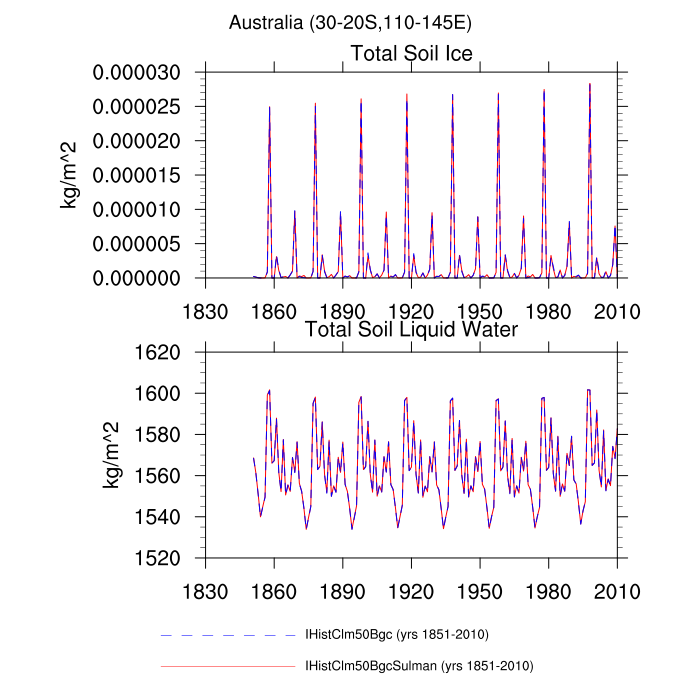 Australia (30-20S,110-145E)
Total Soil Ice
kg/m^2
0.000030
0.000025
0.000020
0.000015
0.000010
0.000005
0.000000
1830 1860 1890 1920 1950 1980 2010
Total Soil Liquid Water
kg/m^2
1620
1600
1580
1560
1540
1520
1830 1860 1890 1920 1950 1980 2010
IHistClm50Bgc (yrs 1851-2010)
IHistClm50BgcSulman (yrs 1851-2010)